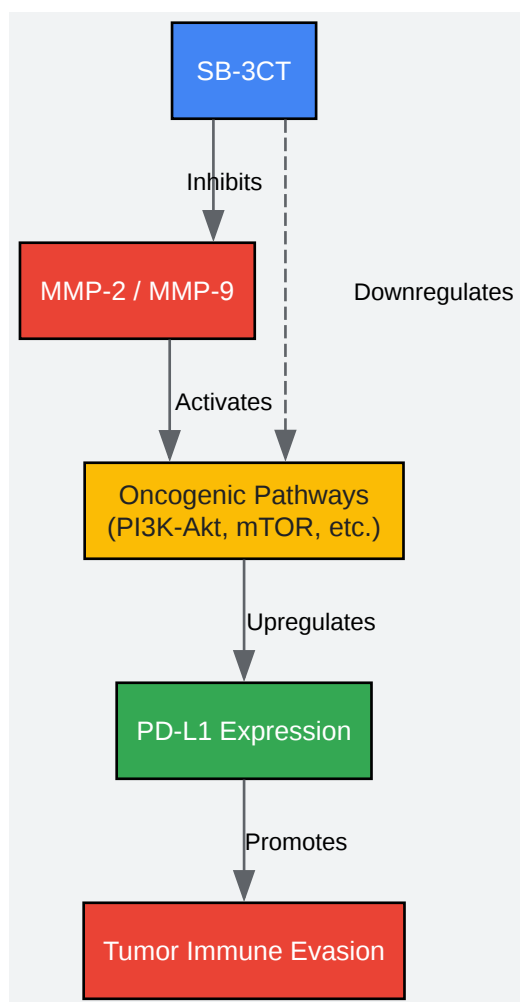 SB-3CT
Inhibits
MMP-2 / MMP-9
Downregulates
Activates
Oncogenic Pathways
(PI3K-Akt, mTOR, etc.)
Upregulates
PD-L1 Expression
Promotes
Tumor Immune Evasion